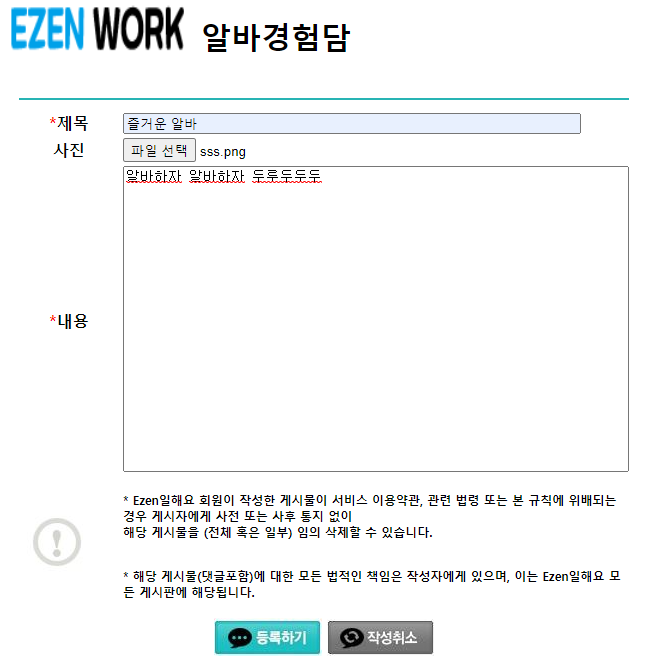 EZEN WORK 알바경험담
*제목 즐거운 알바
사진 파일 선택 sss.png
알바하자 알바하자 두루두두두
*내용
* Ezen일해요 회원이 작성한 게시물이 서비스 이용약관, 관련 법령 또는 본 규칙에 위배되는
경우 게시자에게 사전 또는 사후 통지 없이
해당 게시물을 (전체 혹은 일부) 임의 삭제할 수 있습니다.
* 해당 게시물(댓글포함)에 대한 모든 법적인 책임은 작성자에게 있으며, 이는 Ezen일해요 모
든 게시판에 해당됩니다.
등록하기 작성취소